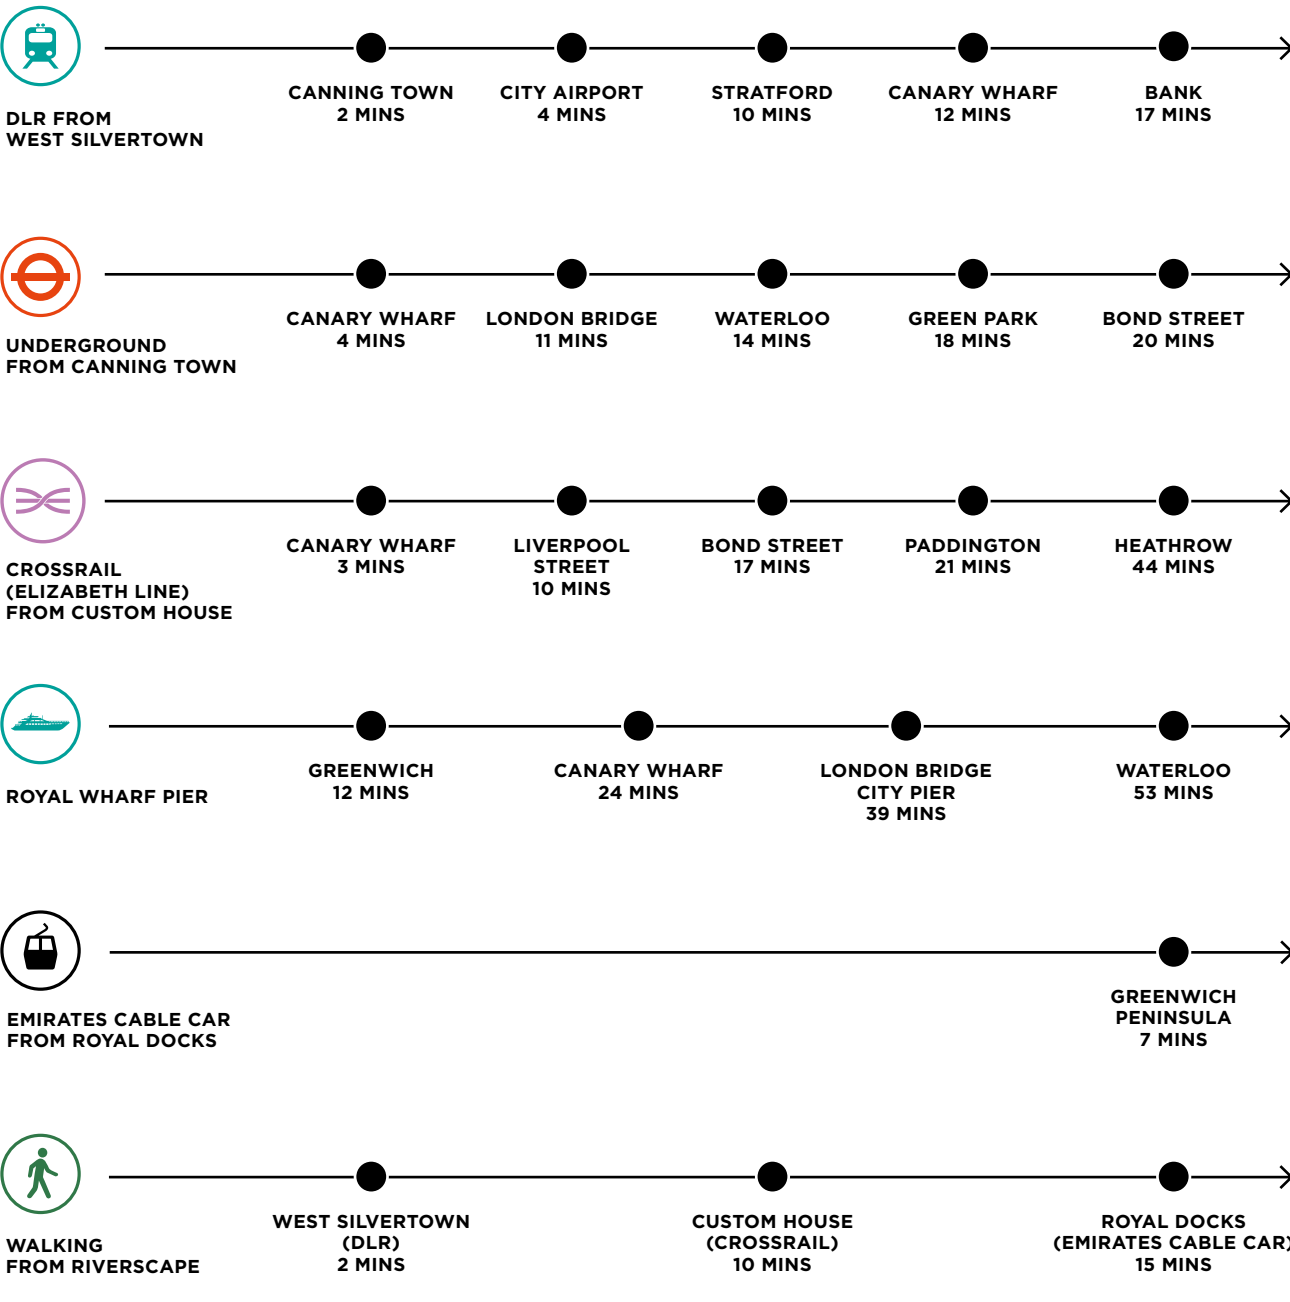 DLR FROM
WEST SILVERTOWN
CANNING TOWN
2 MINS
CITY AIRPORT
4 MINS
STRATFORD
10 MINS
CANARY WHARF
12 MINS
BANK
17 MINS
UNDERGROUND
FROM CANNING TOWN
CANARY WHARF
4 MINS
LONDON BRIDGE
11 MINS
WATERLOO
14 MINS
GREEN PARK
18 MINS
BOND STREET
20 MINS
CROSSRAIL
(ELIZABETH LINE)
FROM CUSTOM HOUSE
CANARY WHARF
3 MINS
LIVERPOOL
STREET
10 MINS
BOND STREET
17 MINS
PADDINGTON
21 MINS
HEATHROW
44 MINS
ROYAL WHARF PIER
GREENWICH
12 MINS
CANARY WHARF
24 MINS
LONDON BRIDGE
CITY PIER
39 MINS
WATERLOO
53 MINS
EMIRATES CABLE CAR
FROM ROYAL DOCKS
GREENWICH
PENINSULA
7 MINS
WALKING
FROM RIVERSCAPE
WEST SILVERTOWN
(DLR)
2 MINS
CUSTOM HOUSE
(CROSSRAIL)
10 MINS
ROYAL DOCKS
(EMIRATES CABLE CAR)
15 MINS